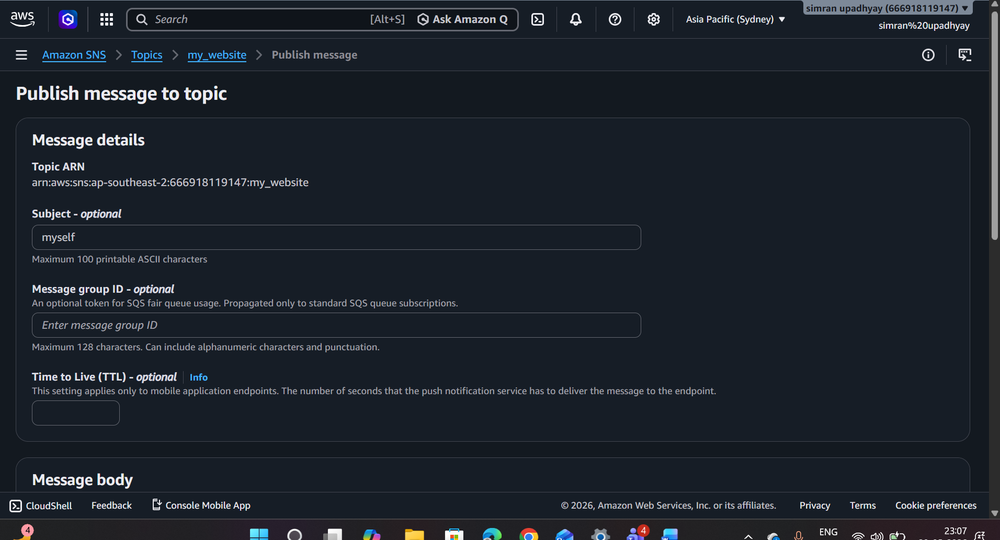 aws
Search
[Alt+S]
Ask Amazon Q
Asia Pacific (Sydney)
simran upadhyay (666918119147)
simran%20upadhyay
Amazon SNS
Topics
my_website
Publish message
Publish message to topic
Message details
Topic ARN
arn:aws:sns:ap-southeast-2:666918119147:my_website
Subject - optional
myself
Maximum 100 printable ASCII characters
Message group ID - optional
An optional token for SQS fair queue usage. Propagated only to standard SQS queue subscriptions.
Enter message group ID
Maximum 128 characters. Can include alphanumeric characters and punctuation.
Time to Live (TTL) - optional
Info
This setting applies only to mobile application endpoints. The number of seconds that the push notification service has to deliver the message to the endpoint.
Message body
CloudShell
Feedback
Console Mobile App
© 2026, Amazon Web Services, Inc. or its affiliates.
Privacy
Terms
Cookie preferences
4
4
ENG
23:07